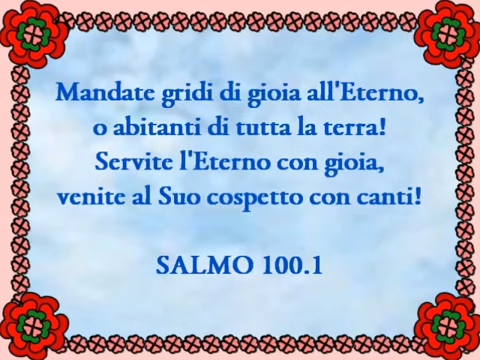 Mandate gridi di gioia all'Eterno,
o abitanti di tutta la terra!
Servite l'Eterno con gioia,
venite al Suo cospetto con canti!
SALMO 100.1